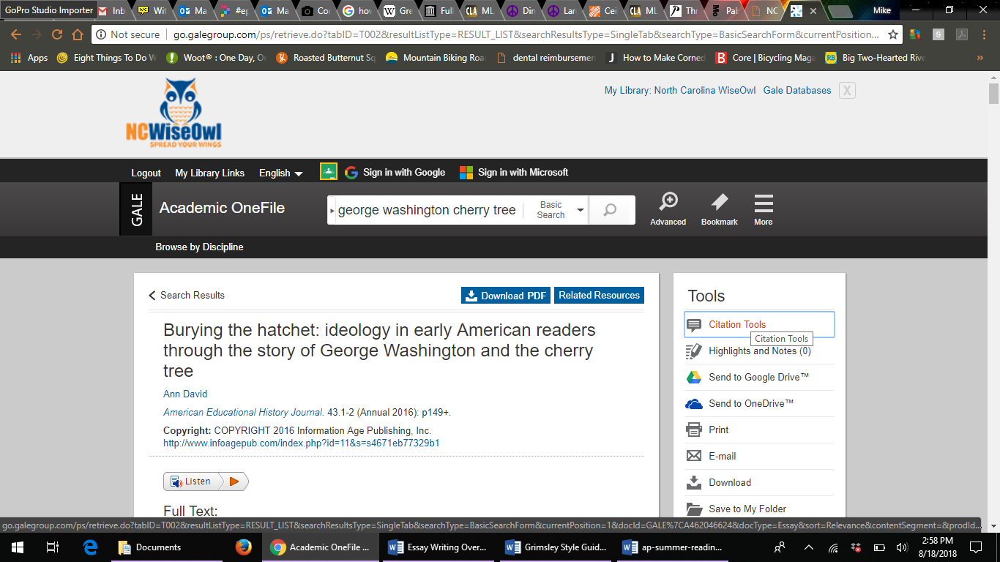 GoPro Studio Importer
Inb
Wit
Ma
#ep
Ma
Coo
how
Gre
Full
ML
Din
Lar
Cei
ML
Thr
Pal
NC
Mike
Not secure | go.galegroup.com/ps/retrieve.do?tabID=T002&resultListType=RESULT_LIST&searchResultsType=SingleTab&searchType=BasicSearchForm&currentPosition...
Apps
Eight Things To Do W
Woot® : One Day, O
Roasted Butternut Sq
Mountain Biking Roa
dental reimbursemen
How to Make Corned
Core | Bicycling Maga
Big Two-Hearted Rive
NCWiseOwl
SPREAD YOUR WINGS
My Library: North Carolina WiseOwl Gale Databases X
Logout My Library Links English Sign in with Google Sign in with Microsoft
GALE
Academic OneFile
george washington cherry tree
Basic
Search
Advanced
Bookmark
More
Browse by Discipline
Search Results
Download PDF
Related Resources
Burying the hatchet: ideology in early American readers
through the story of George Washington and the cherry
tree
Ann David
American Educational History Journal. 43.1-2 (Annual 2016): p149+.
Copyright: COPYRIGHT 2016 Information Age Publishing, Inc.
http://www.infoagepub.com/index.php?id=11&s=s4671eb77329b1
Listen
Full Text:
Tools
Citation Tools
Citation Tools
Highlights and Notes (0)
Send to Google Drive™
Send to OneDrive™
Print
E-mail
Download
Save to My Folder
go.galegroup.com/ps/retrieve.do?tabID=T002&resultListType=RESULT_LIST&searchResultsType=SingleTab&searchType=BasicSearchForm&currentPosition=1&docId=GALE%7CA462046624&docType=Essay&sort=Relevance&contentSegment=&prodId...
Documents
Academic OneFile ...
Essay Writing Over...
Grimsley Style Guid...
ap-summer-readin...
2:58 PM
8/18/2018